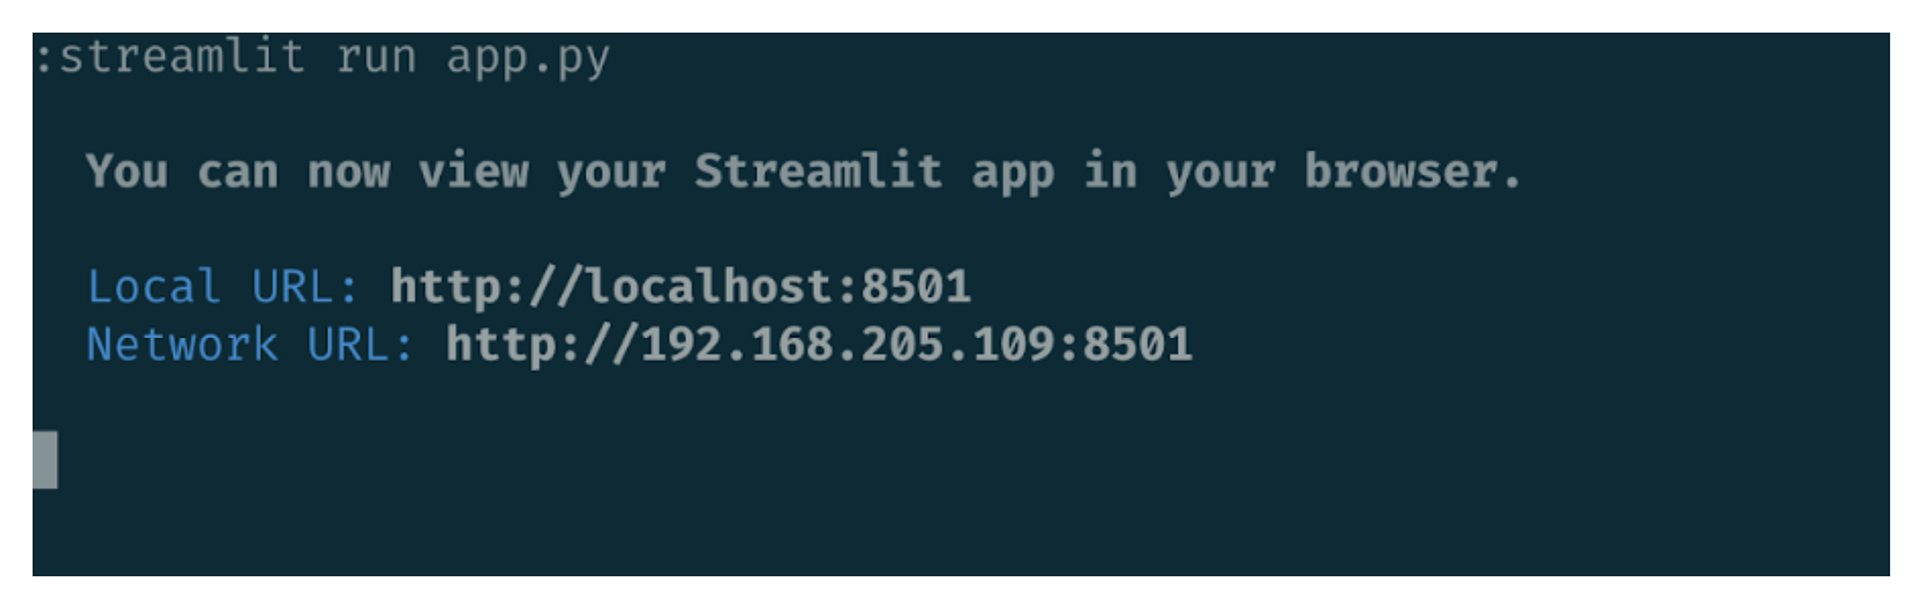 :streamlit run app.py
You can now view your Streamlit app in your browser.
Local URL: http://localhost:8501
Network URL: http://192.168.205.109:8501